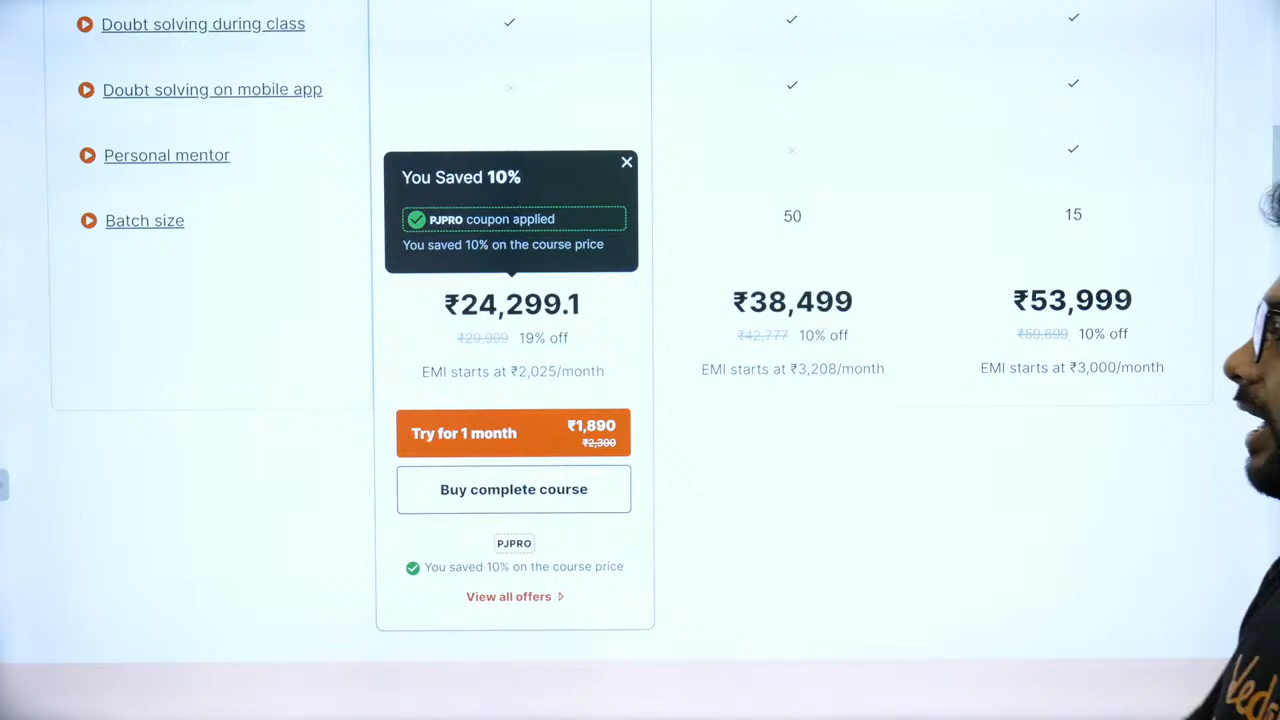 Doubt solving during class
Doubt solving on mobile app
Personal mentor
Batch size
50
15
You Saved 10%
PJPRO coupon applied
You saved 10% on the course price
₹24,299.1
₹29,999 19% off
EMI starts at ₹2,025/month
₹38,499
₹42,777 10% off
EMI starts at ₹3,208/month
₹53,999
₹59,699 10% off
EMI starts at ₹3,000/month
Try for 1 month
₹1,890
₹2,300
Buy complete course
PJPRO
You saved 10% on the course price
View all offers